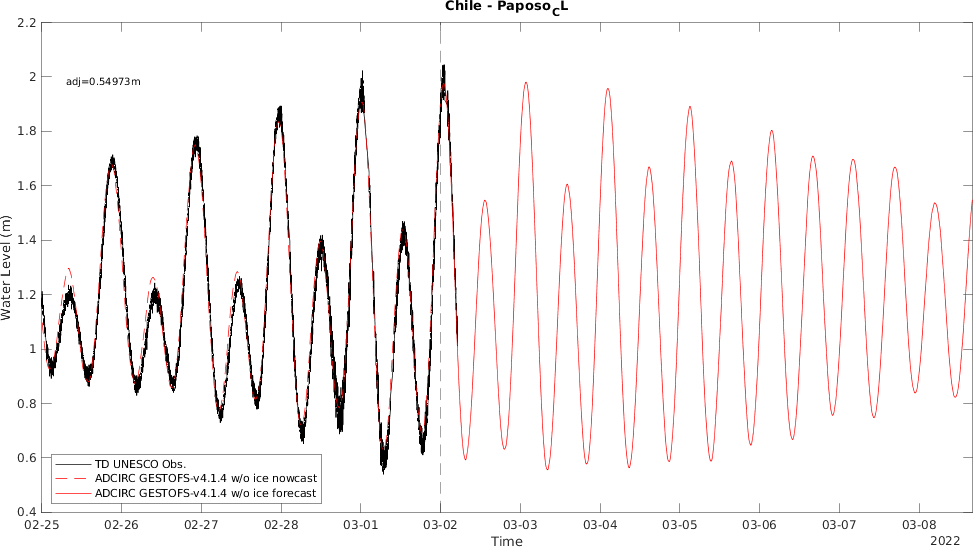 Chile - Paposo_CL
adj=0.54973m
2.2
2
1.8
1.6
1.4
1.2
1
0.8
0.6
0.4
Water Level (m)
TD UNESCO Obs.
ADCIRC GESTOFS-v4.1.4 w/o ice nowcast
ADCIRC GESTOFS-v4.1.4 w/o ice forecast
02-25 02-26 02-27 02-28 03-01 03-02 03-03 03-04 03-05 03-06 03-07 03-08
Time
2022